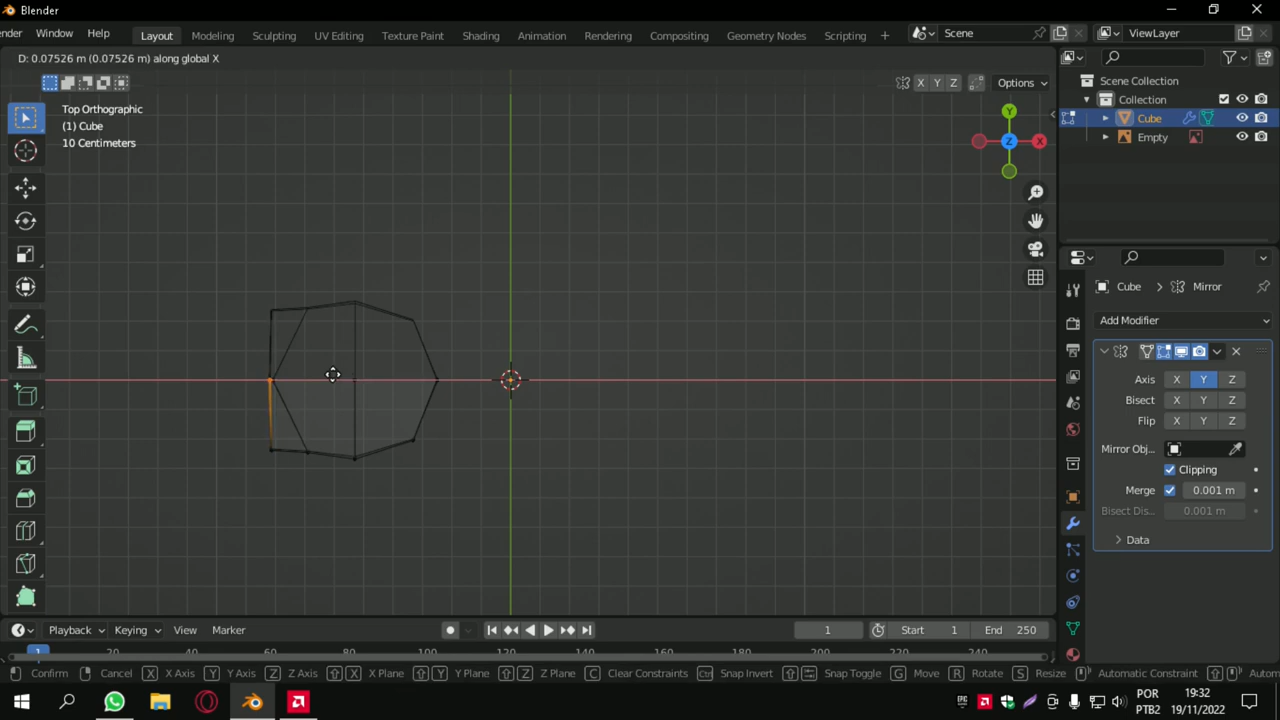 Blender
ender Window Help
Layout Modeling Sculpting UV Editing Texture Paint Shading Animation Rendering Compositing Geometry Nodes Scripting
Scene
ViewLayer
D: 0.07526 m (0.07526 m) along global X
X Y Z
Options
Top Orthographic
(1) Cube
10 Centimeters
Y
Z
X
Scene Collection
Collection
Cube
Empty
Cube > Mirror
Add Modifier
Axis X Y Z
Bisect X Y Z
Flip X Y Z
Mirror Obj...
Clipping
Merge 0.001 m
Bisect Dis... 0.001 m
Data
Playback Keying View Marker
1 Start 1 End 250
1 20 40 60 80 100 120 140 160 180 200 220 240
Confirm Cancel X X Axis Y Y Axis Z Z Axis X X Plane Y Y Plane Z Z Plane C Clear Constraints Snap Invert Snap Toggle G Move R Rotate S Resize Automatic Constraint Autom
POR
PTB2
19:32
19/11/2022